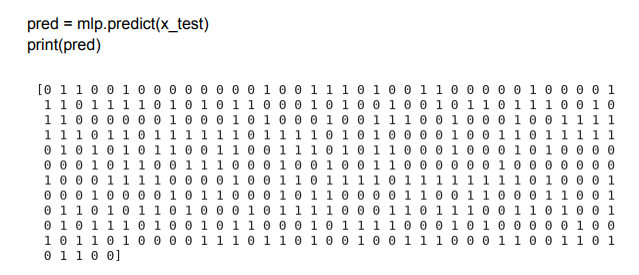 pred = mlp.predict(x_test)
print(pred)
[0 1 1 0 0 1 0 0 0 0 0 0 0 0 1 0 0 1 1 1 0 1 0 0 1 1 0 0 0 0 0 1 0 0 0 0 1
1 1 0 1 1 1 1 0 1 0 1 0 1 1 0 0 0 1 0 1 0 0 1 0 0 1 0 1 1 0 1 1 1 0 0 1 0
1 1 0 0 0 0 0 0 1 0 0 0 1 0 1 0 0 0 1 0 0 1 1 1 0 0 1 0 0 0 1 0 0 1 1 1 1
1 1 1 0 1 1 0 1 1 1 1 1 1 0 1 1 1 1 0 1 0 1 0 0 0 0 1 0 0 1 1 0 1 1 1 1 1
0 1 0 1 0 1 0 1 1 0 0 1 1 0 0 1 1 1 0 1 0 1 1 0 0 0 1 0 0 0 1 0 1 0 0 0 0
0 0 0 1 0 1 1 0 0 1 1 1 0 0 0 1 0 0 1 0 0 1 1 0 0 0 0 0 0 1 0 0 0 0 0 0 0
1 0 0 0 1 1 1 1 0 0 0 0 1 0 0 1 1 0 1 1 1 1 0 1 1 1 1 1 1 1 1 0 1 0 0 0 1
0 0 0 1 0 0 0 0 1 0 1 1 0 0 0 1 0 1 1 0 0 0 0 1 1 0 0 1 1 0 0 0 1 1 0 0 1
0 1 1 0 1 0 1 1 0 1 0 0 0 1 0 1 1 1 1 0 0 0 1 1 0 1 1 1 0 0 1 1 0 1 0 0 1
0 1 0 1 1 1 0 1 0 0 1 0 1 1 0 0 0 1 1 1 1 0 0 0 1 0 1 0 0 0 0 0 1 0 0
1 0 1 1 0 1 0 0 0 0 1 1 1 0 1 1 0 1 0 0 1 0 0 1 1 1 0 0 0 1 1 0 0 1 1 0 1
0 1 1 0 0]